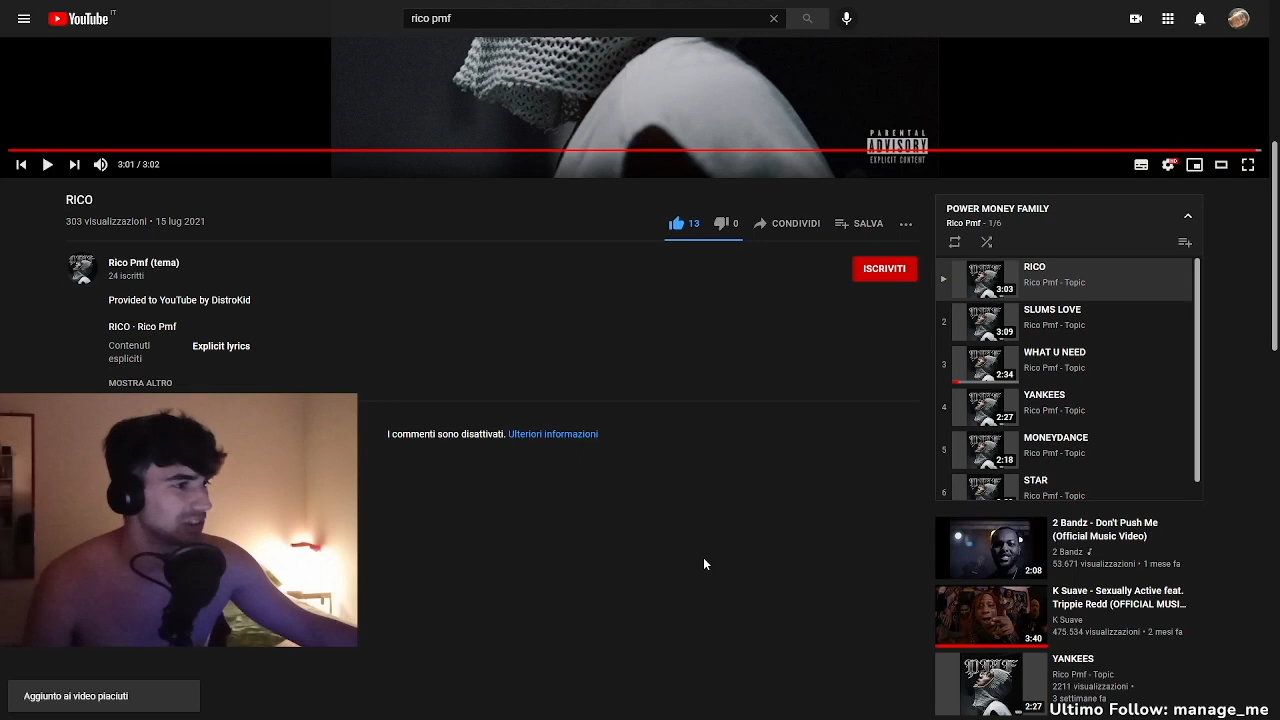 YouTube IT
rico pmf
PARENTAL
ADVISORY
EXPLICIT CONTENT
3:01 / 3:02
HD
RICO
303 visualizzazioni • 15 lug 2021
13
0
CONDIVIDI
SALVA
Rico Pmf (tema)
24 iscritti
ISCRIVITI
Provided to YouTube by DistroKid
RICO · Rico Pmf
Contenuti
espliciti
Explicit lyrics
MOSTRA ALTRO
I commenti sono disattivati. Ulteriori informazioni
Aggiunto ai video piaciuti
POWER MONEY FAMILY
Rico Pmf - 1/6
RICO
Rico Pmf - Topic
3:03
2
SLUMS LOVE
Rico Pmf - Topic
3:09
3
WHAT U NEED
Rico Pmf - Topic
2:34
4
YANKEES
Rico Pmf - Topic
2:27
5
MONEYDANCE
Rico Pmf - Topic
2:18
6
STAR
Rico Pmf - Topic
2 Bandz - Don't Push Me
(Official Music Video)
2 Bandz
53.671 visualizzazioni • 1 mese fa
2:08
K Suave - Sexually Active feat.
Trippie Redd (OFFICIAL MUSI...
K Suave
475.534 visualizzazioni • 2 mesi fa
3:40
YANKEES
Rico Pmf - Topic
2211 visualizzazioni •
3 settimane fa
2:27
Ultimo Follow: manage_me